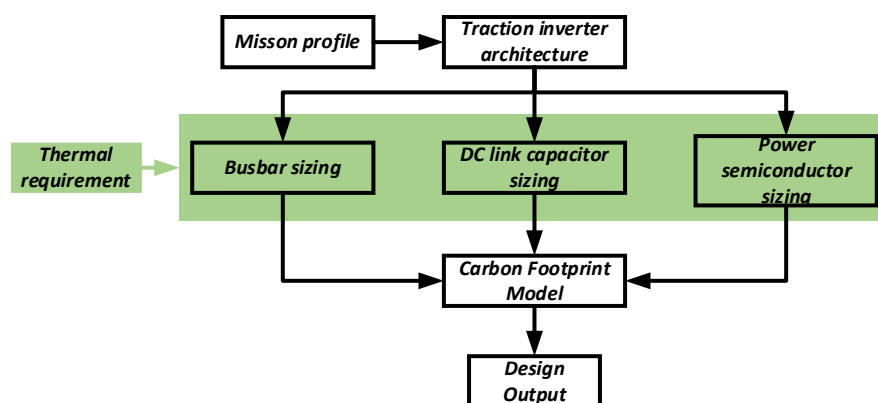 Misson profile
Traction inverter
architecture
Thermal
requirement
Busbar sizing
DC link capacitor
sizing
Power
semiconductor
sizing
Carbon Footprint
Model
Design
Output